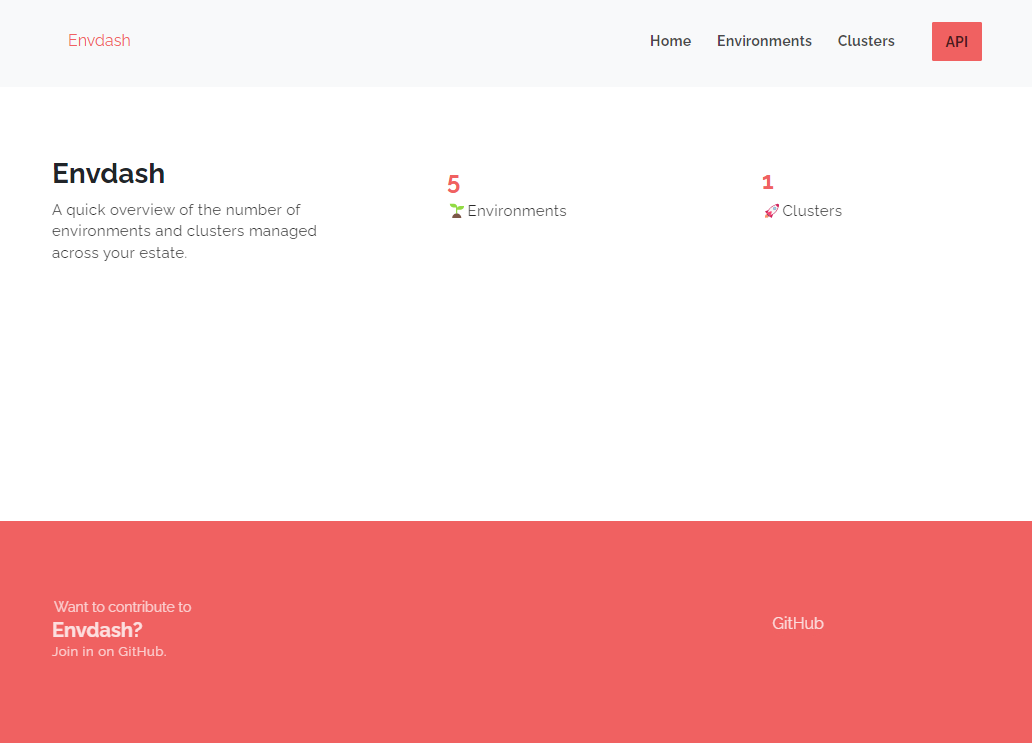 Envdash
Home Environments Clusters API
Envdash
A quick overview of the number of
environments and clusters managed
across your estate.
5
🌱 Environments
1
🚀 Clusters
Want to contribute to
Envdash?
Join in on GitHub.
GitHub